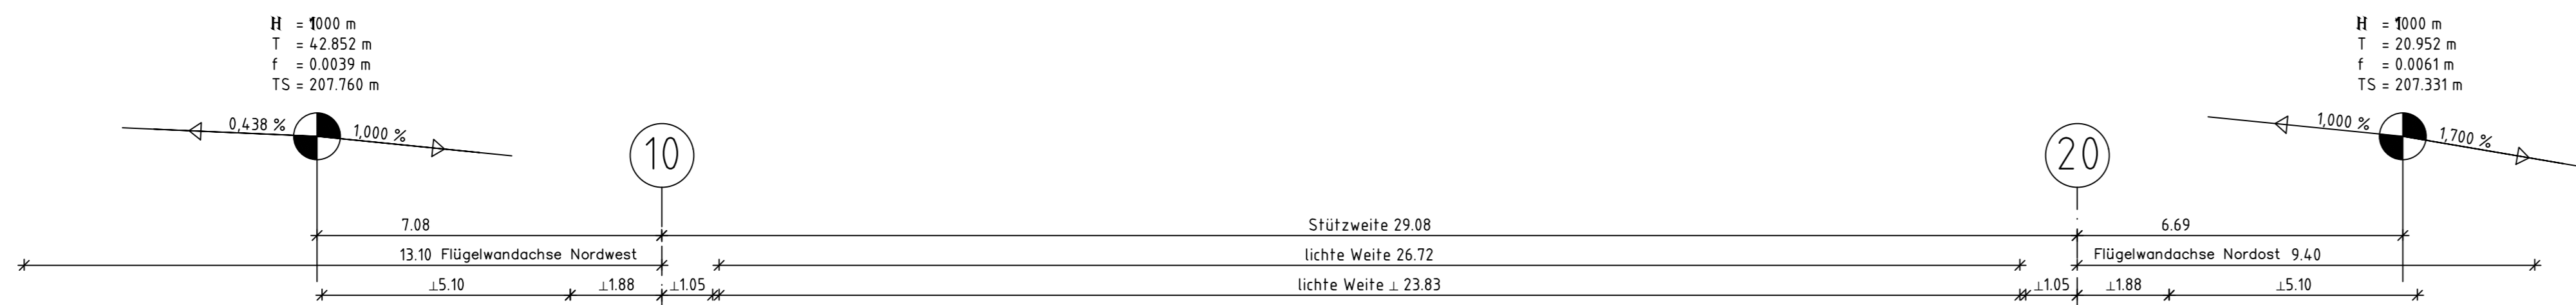 H = 1000 m
T = 42.852 m
f = 0.0039 m
TS = 207.760 m
H = 1000 m
T = 20.952 m
f = 0.0061 m
TS = 207.331 m
0,438 % 1,000 %
10
20
1,000 % 1,700 %
7.08 Stützweite 29.08 6.69
13.10 Flügelwandachse Nordwest lichte Weite 26.72 Flügelwandachse Nordost 9.40
⊥5.10 ⊥1.88 ⊥1.05 lichte Weite ⊥ 23.83 ⊥1.05 ⊥1.88 ⊥5.10